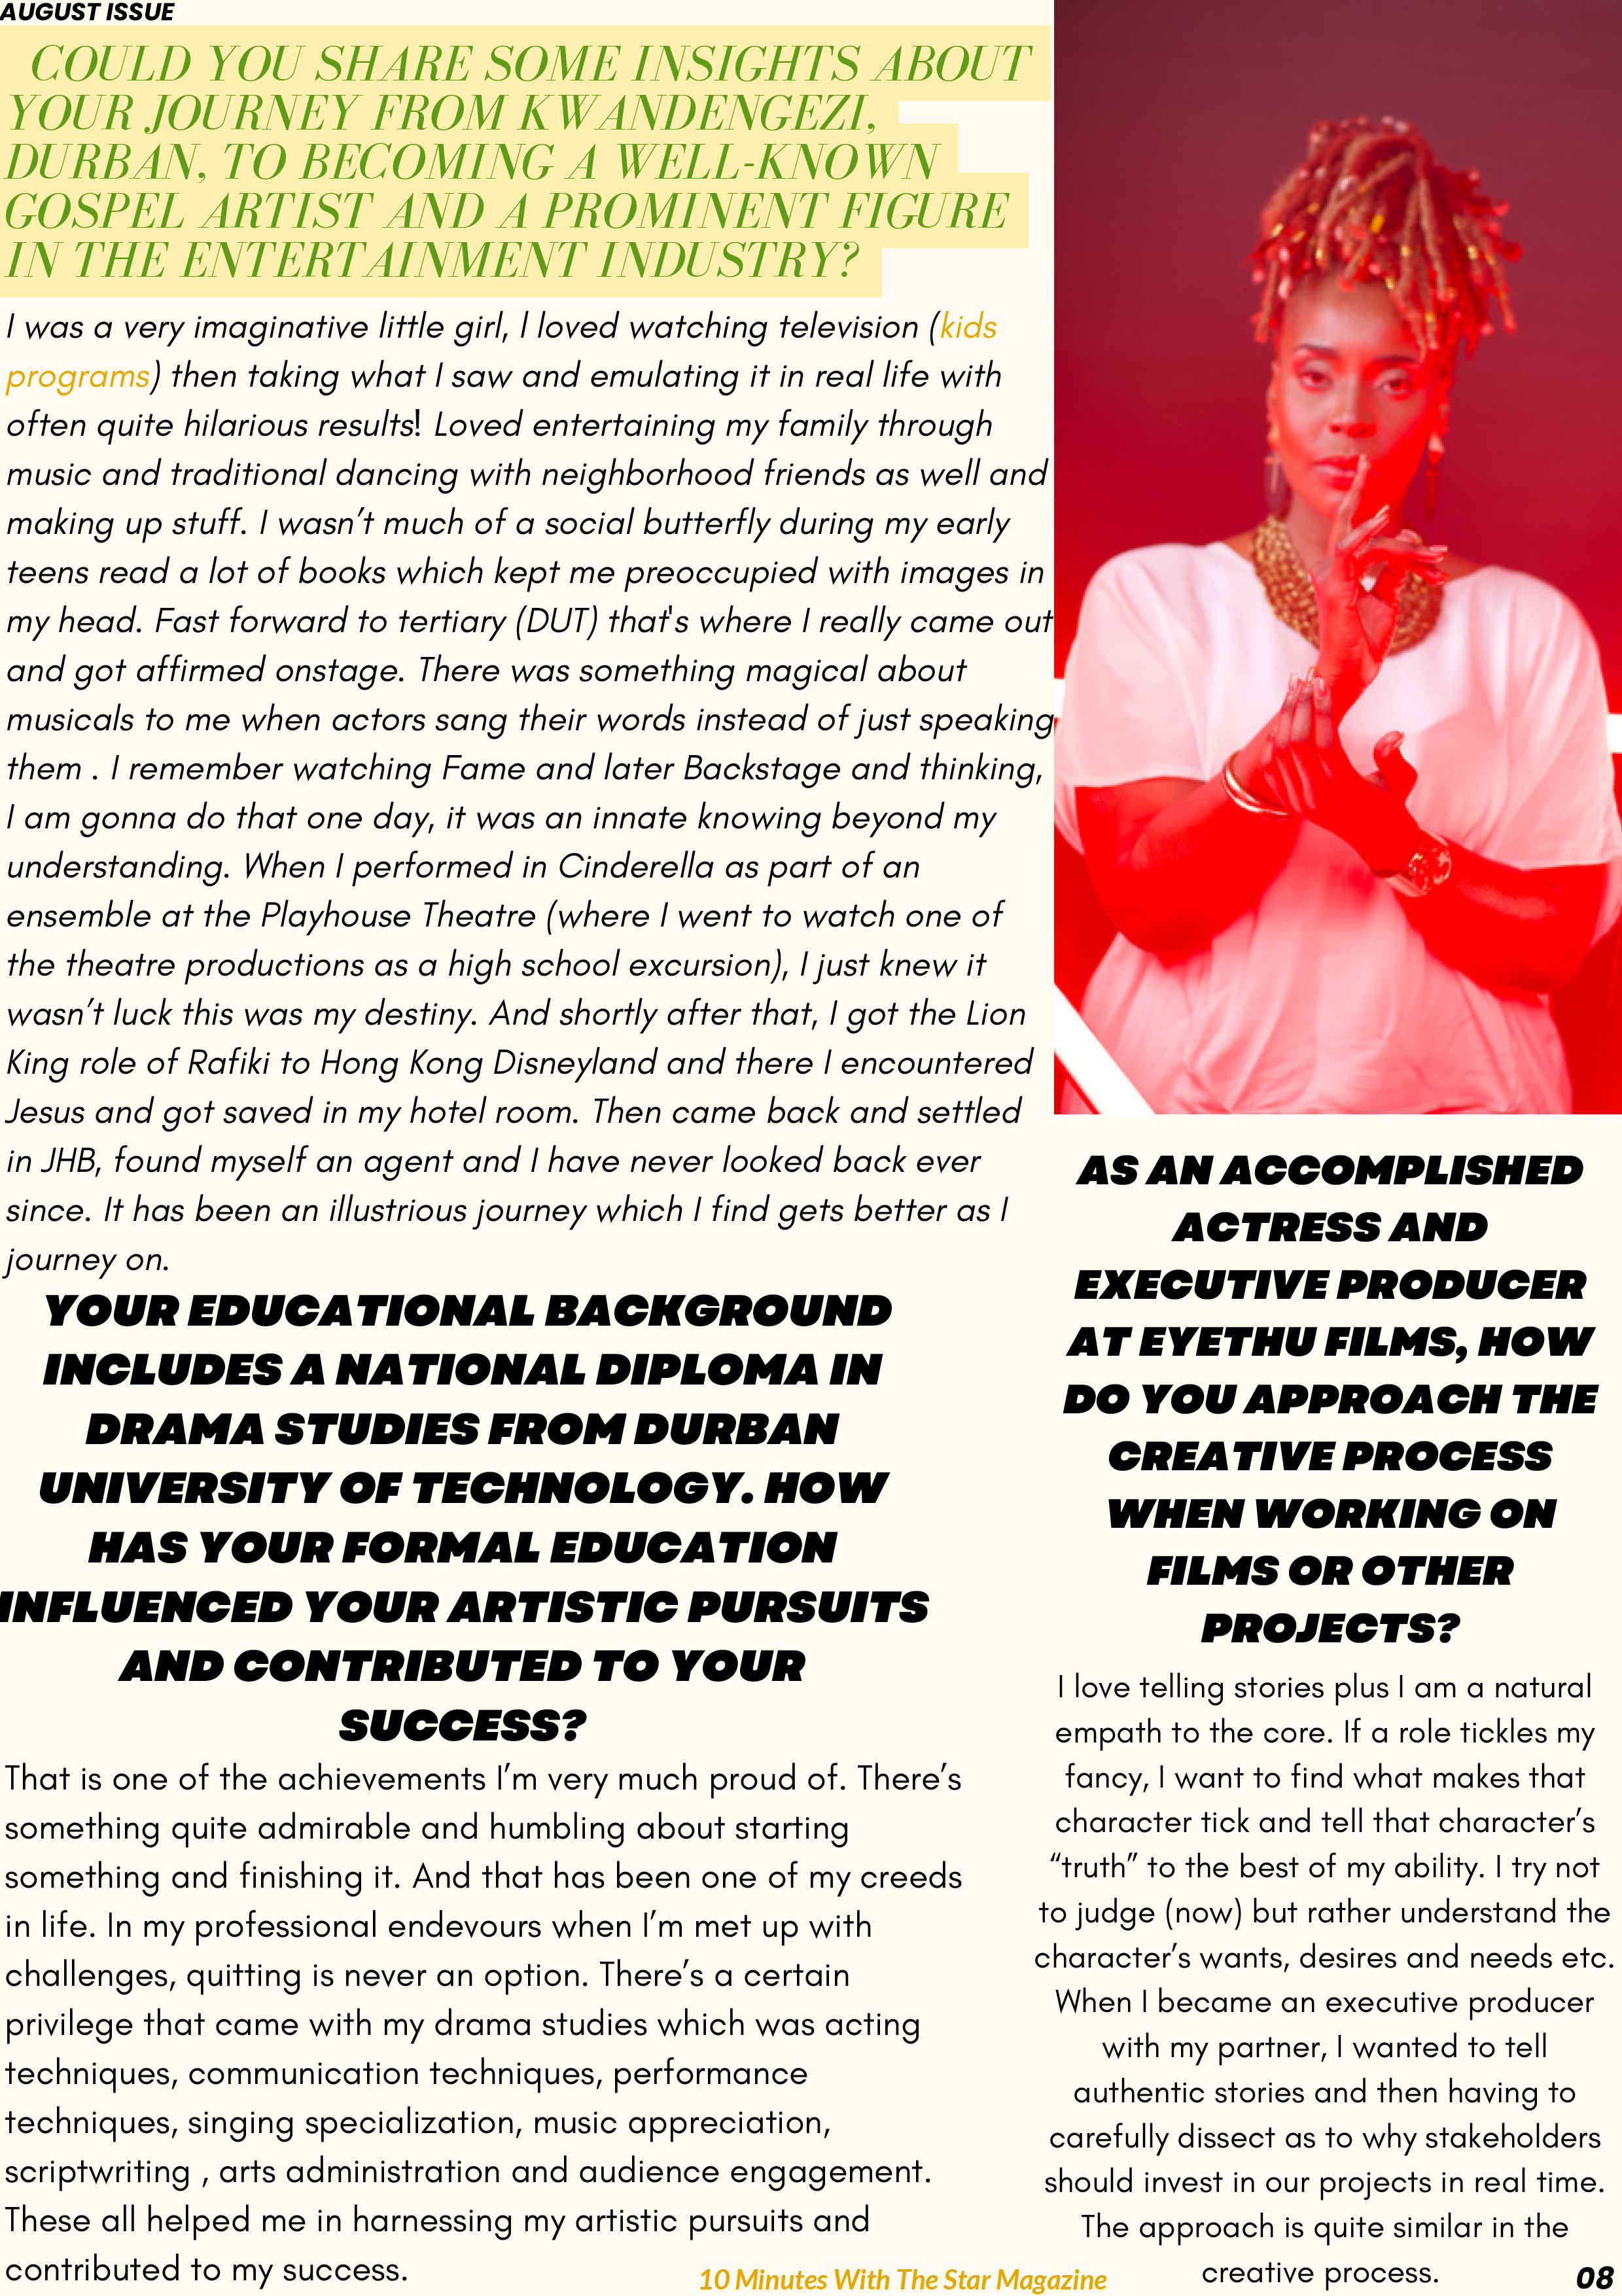 AUGUST ISSUE
COULD YOU SHARE SOME INSIGHTS ABOUT
YOUR JOURNEY FROM KWANDENGEZI,
DURBAN, TO BECOMING A WELL-KNOWN
GOSPEL ARTIST AND A PROMINENT FIGURE
IN THE ENTERTAINMENT INDUSTRY?
I was a very imaginative little girl, l loved watching television (kids
programs) then taking what I saw and emulating it in real life with
often quite hilarious results! Loved entertaining my family through
music and traditional dancing with neighborhood friends as well and
making up stuff. I wasn’t much of a social butterfly during my early
teens read a lot of books which kept me preoccupied with images in
my head. Fast forward to tertiary (DUT) that's where I really came out
and got affirmed onstage. There was something magical about
musicals to me when actors sang their words instead of just speaking
them . I remember watching Fame and later Backstage and thinking,
I am gonna do that one day, it was an innate knowing beyond my
understanding. When I performed in Cinderella as part of an
ensemble at the Playhouse Theatre (where I went to watch one of
the theatre productions as a high school excursion), I just knew it
wasn’t luck this was my destiny. And shortly after that, I got the Lion
King role of Rafiki to Hong Kong Disneyland and there I encountered
Jesus and got saved in my hotel room. Then came back and settled
in JHB, found myself an agent and I have never looked back ever
since. It has been an illustrious journey which I find gets better as I
journey on.
YOUR EDUCATIONAL BACKGROUND
INCLUDES A NATIONAL DIPLOMA IN
DRAMA STUDIES FROM DURBAN
UNIVERSITY OF TECHNOLOGY. HOW
HAS YOUR FORMAL EDUCATION
INFLUENCED YOUR ARTISTIC PURSUITS
AND CONTRIBUTED TO YOUR
SUCCESS?
That is one of the achievements I’m very much proud of. There’s
something quite admirable and humbling about starting
something and finishing it. And that has been one of my creeds
in life. In my professional endevours when I’m met up with
challenges, quitting is never an option. There’s a certain
privilege that came with my drama studies which was acting
techniques, communication techniques, performance
techniques, singing specialization, music appreciation,
scriptwriting , arts administration and audience engagement.
These all helped me in harnessing my artistic pursuits and
contributed to my success.
AS AN ACCOMPLISHED
ACTRESS AND
EXECUTIVE PRODUCER
AT EYETHU FILMS, HOW
DO YOU APPROACH THE
CREATIVE PROCESS
WHEN WORKING ON
FILMS OR OTHER
PROJECTS?
I love telling stories plus I am a natural
empath to the core. If a role tickles my
fancy, I want to find what makes that
character tick and tell that character’s
“truth” to the best of my ability. I try not
to judge (now) but rather understand the
character’s wants, desires and needs etc.
When I became an executive producer
with my partner, I wanted to tell
authentic stories and then having to
carefully dissect as to why stakeholders
should invest in our projects in real time.
The approach is quite similar in the
creative process.
10 Minutes With The Star Magazine
08